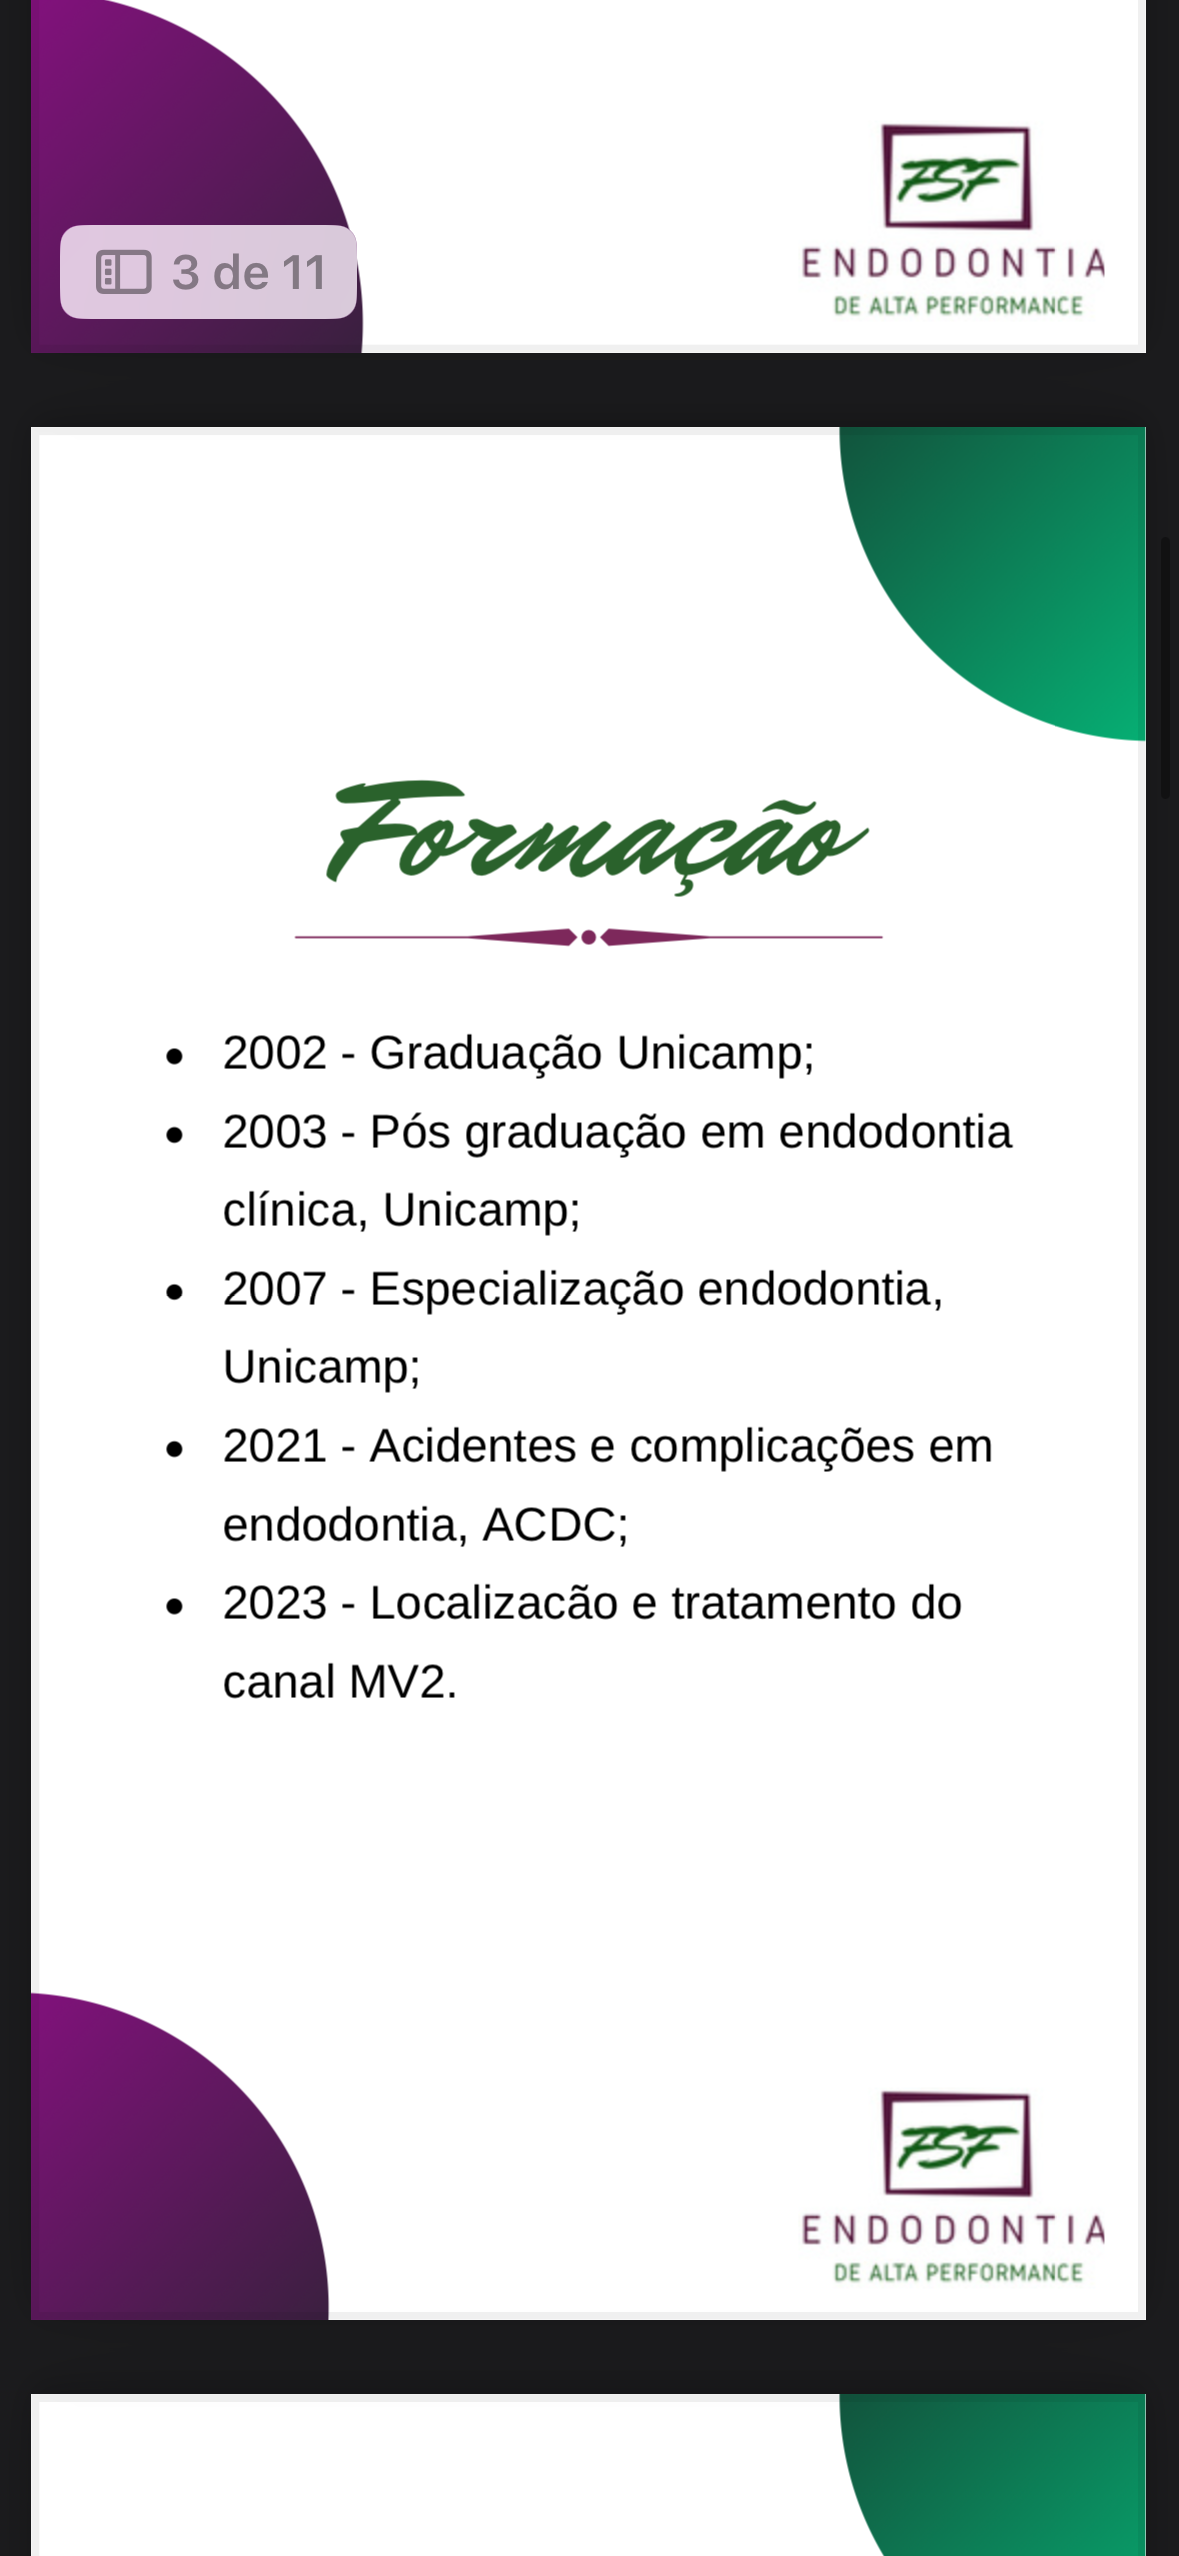 FSF
ENDODONTIA
DE ALTA PERFORMANCE
3 de 11
Formação
• 2002 - Graduação Unicamp;
• 2003 - Pós graduação em endodontia
clínica, Unicamp;
• 2007 - Especialização endodontia,
Unicamp;
• 2021 - Acidentes e complicações em
endodontia, ACDC;
• 2023 - Localizacão e tratamento do
canal MV2.
FSF
ENDODONTIA
DE ALTA PERFORMANCE